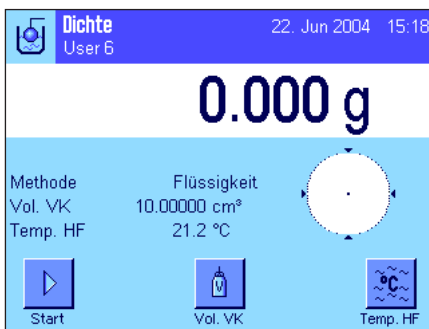 Dichte 22. Jun 2004 15:18
User 6
0.000 g
Methode Flüssigkeit
Vol. VK 10.00000 cm³
Temp. HF 21.2 °C
V °C
Start Vol. VK Temp. HF